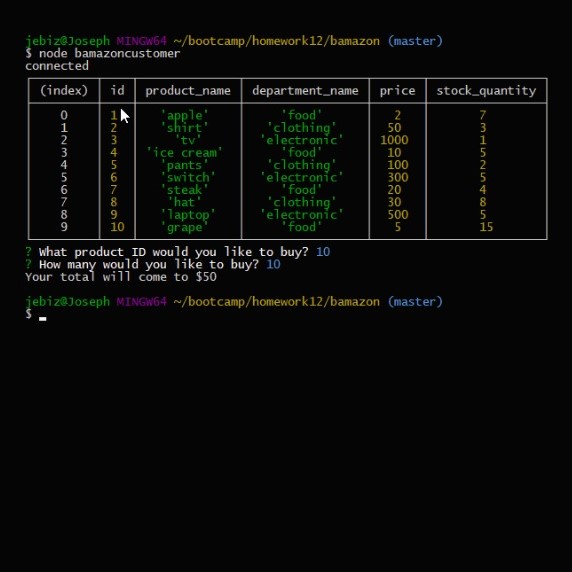 jebiz@Joseph MINGW64 ~/bootcamp/homework12/bamazon (master)
$ node bamazoncustomer
connected
(index) id product_name department_name price stock_quantity
0 1 'apple' 'food' 2 7
1 2 'shirt' 'clothing' 50 3
2 3 'tv' 'electronic' 1000 1
3 4 'ice cream' 'food' 10 5
4 5 'pants' 'clothing' 100 2
5 6 'switch' 'electronic' 300 5
6 7 'steak' 'food' 20 4
7 8 'hat' 'clothing' 30 8
8 9 'laptop' 'electronic' 500 5
9 10 'grape' 'food' 5 15
? What product ID would you like to buy? 10
? How many would you like to buy? 10
Your total will come to $50
jebiz@Joseph MINGW64 ~/bootcamp/homework12/bamazon (master)
$